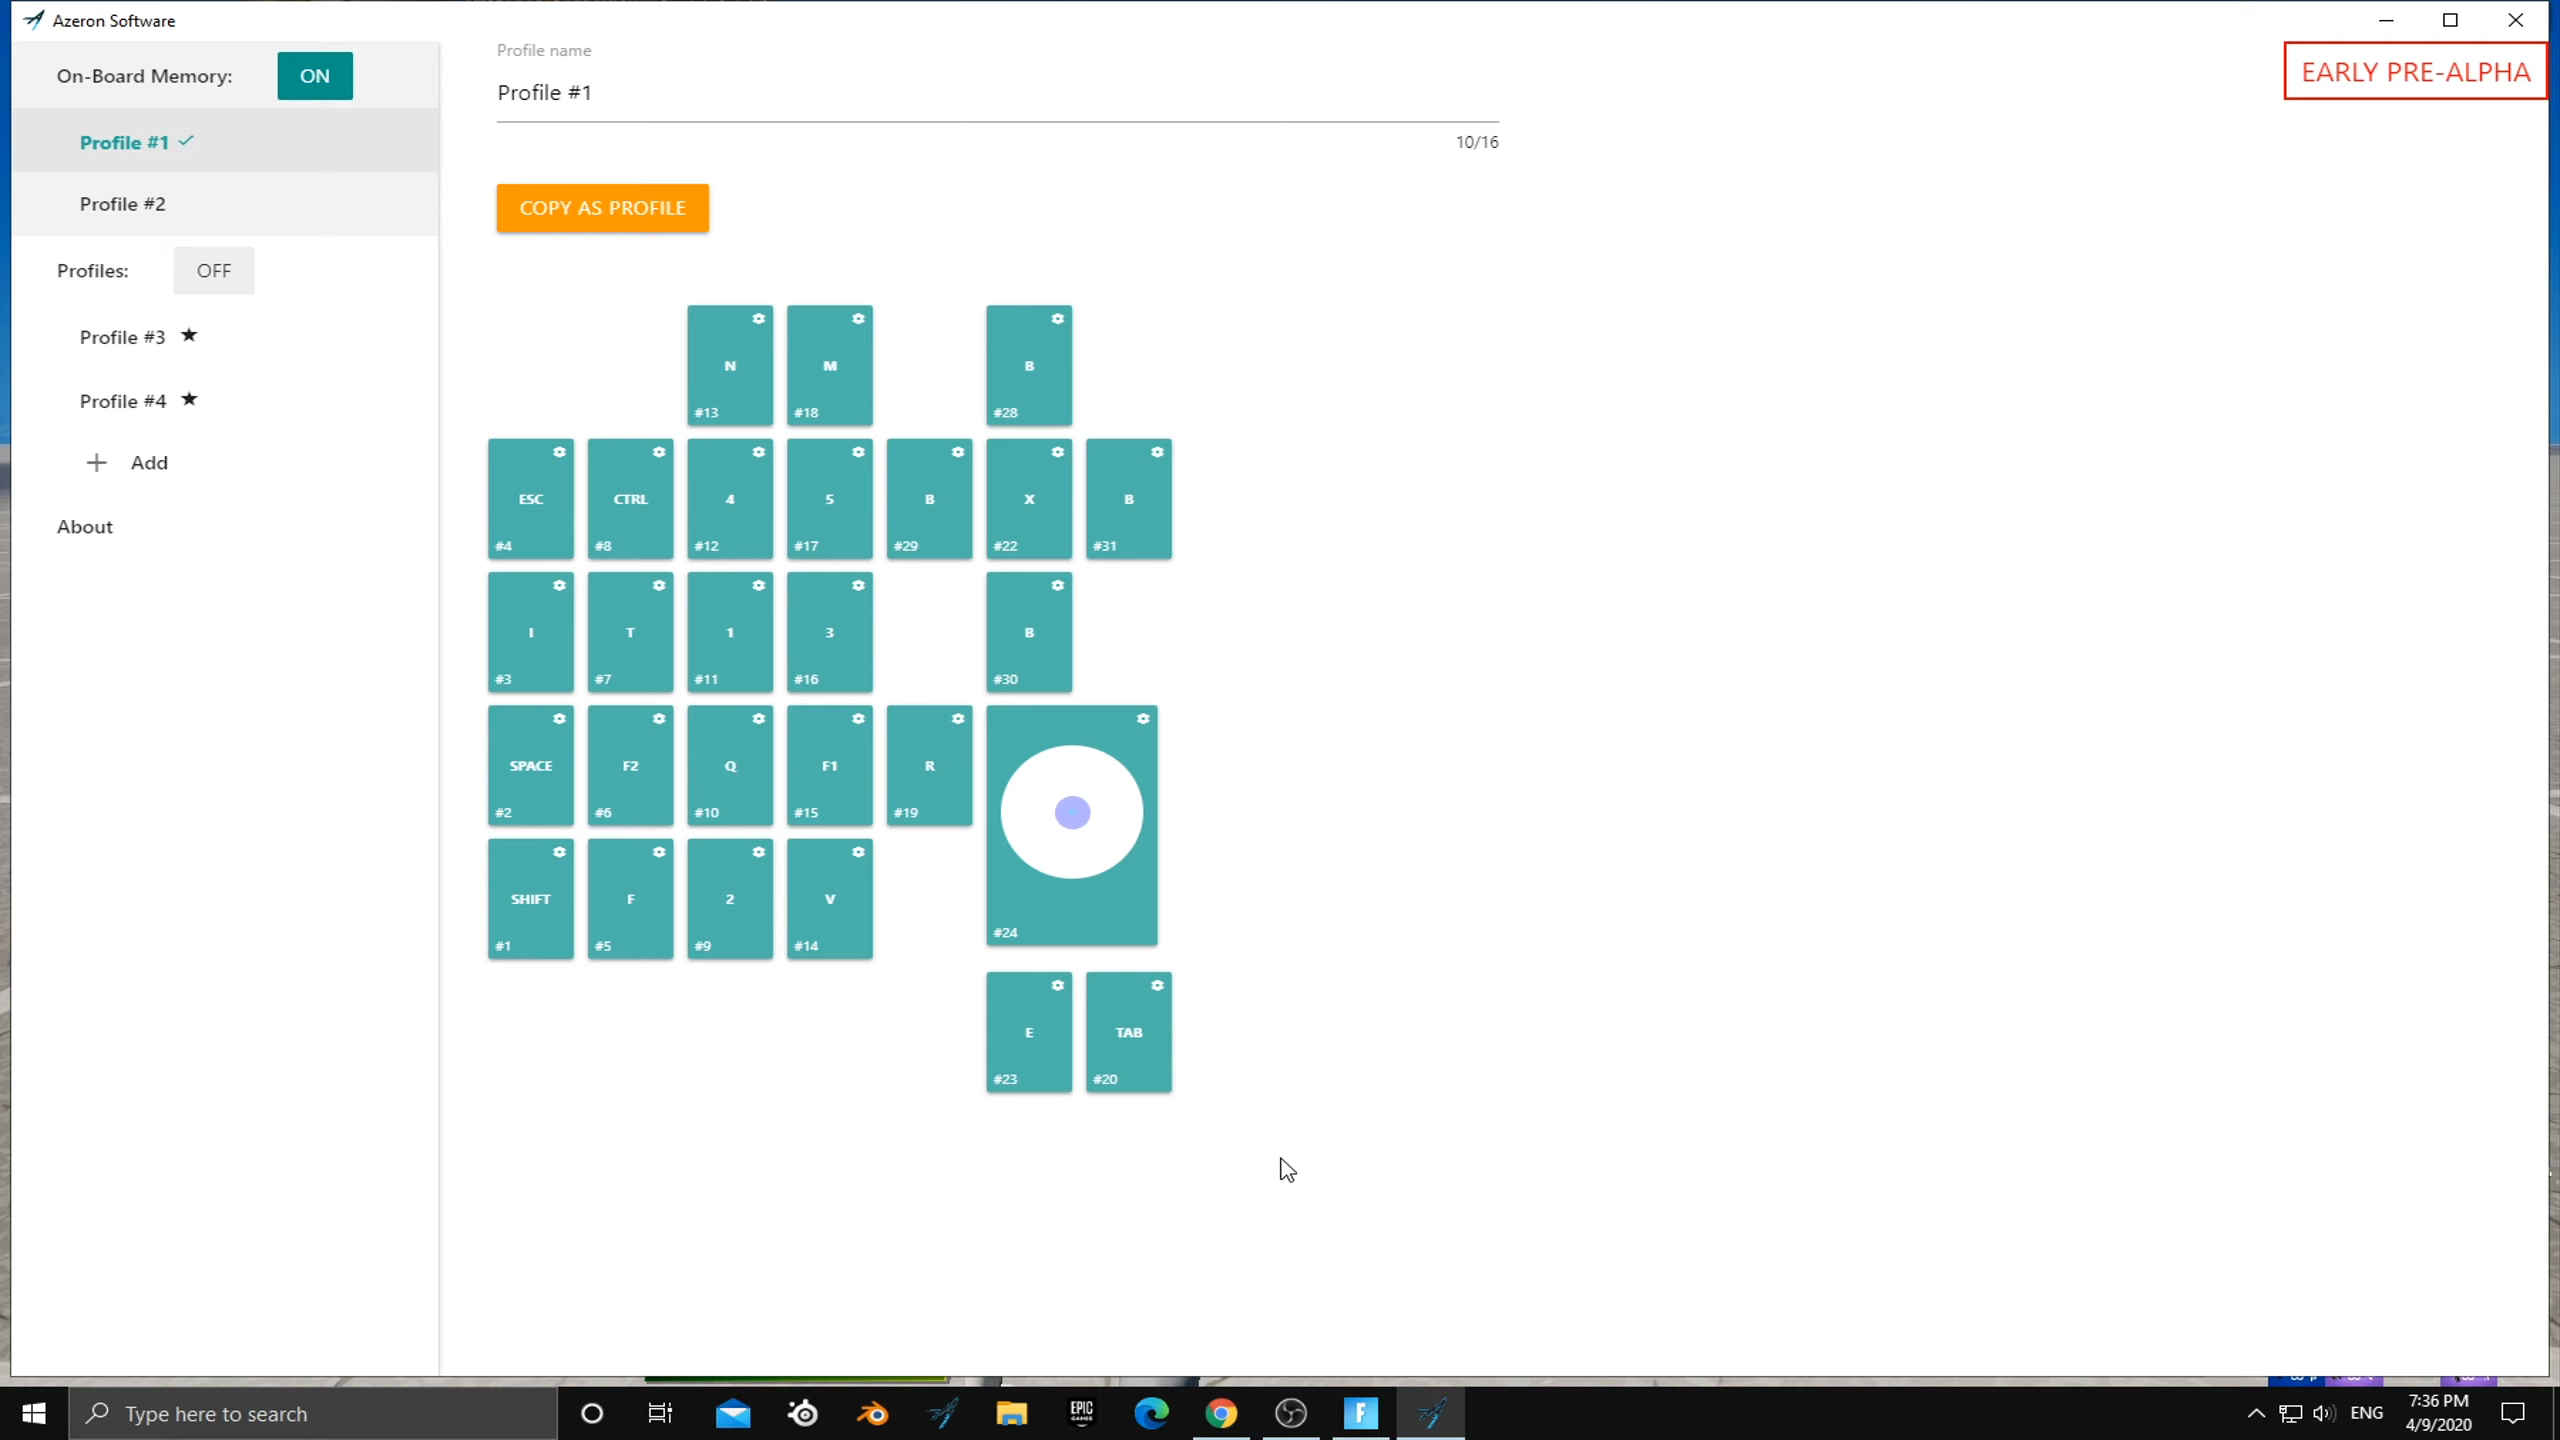 Azeron Software
On-Board Memory: ON
Profile #1
Profile #2
Profiles: OFF
Profile #3
Profile #4
Add
About
Profile name
Profile #1
10/16
EARLY PRE-ALPHA
COPY AS PROFILE
N M B
#13 #18 #28
ESC CTRL 4 5 B X B
#4 #8 #12 #17 #29 #22 #31
I T 1 3 B
#3 #7 #11 #16 #30
SPACE F2 Q F1 R
#2 #6 #10 #15 #19
SHIFT F 2 V
#24
#1 #5 #9 #14
E TAB
#23 #20
Type here to search
EPIC
GAMES
F
ENG
7:36 PM
4/9/2020